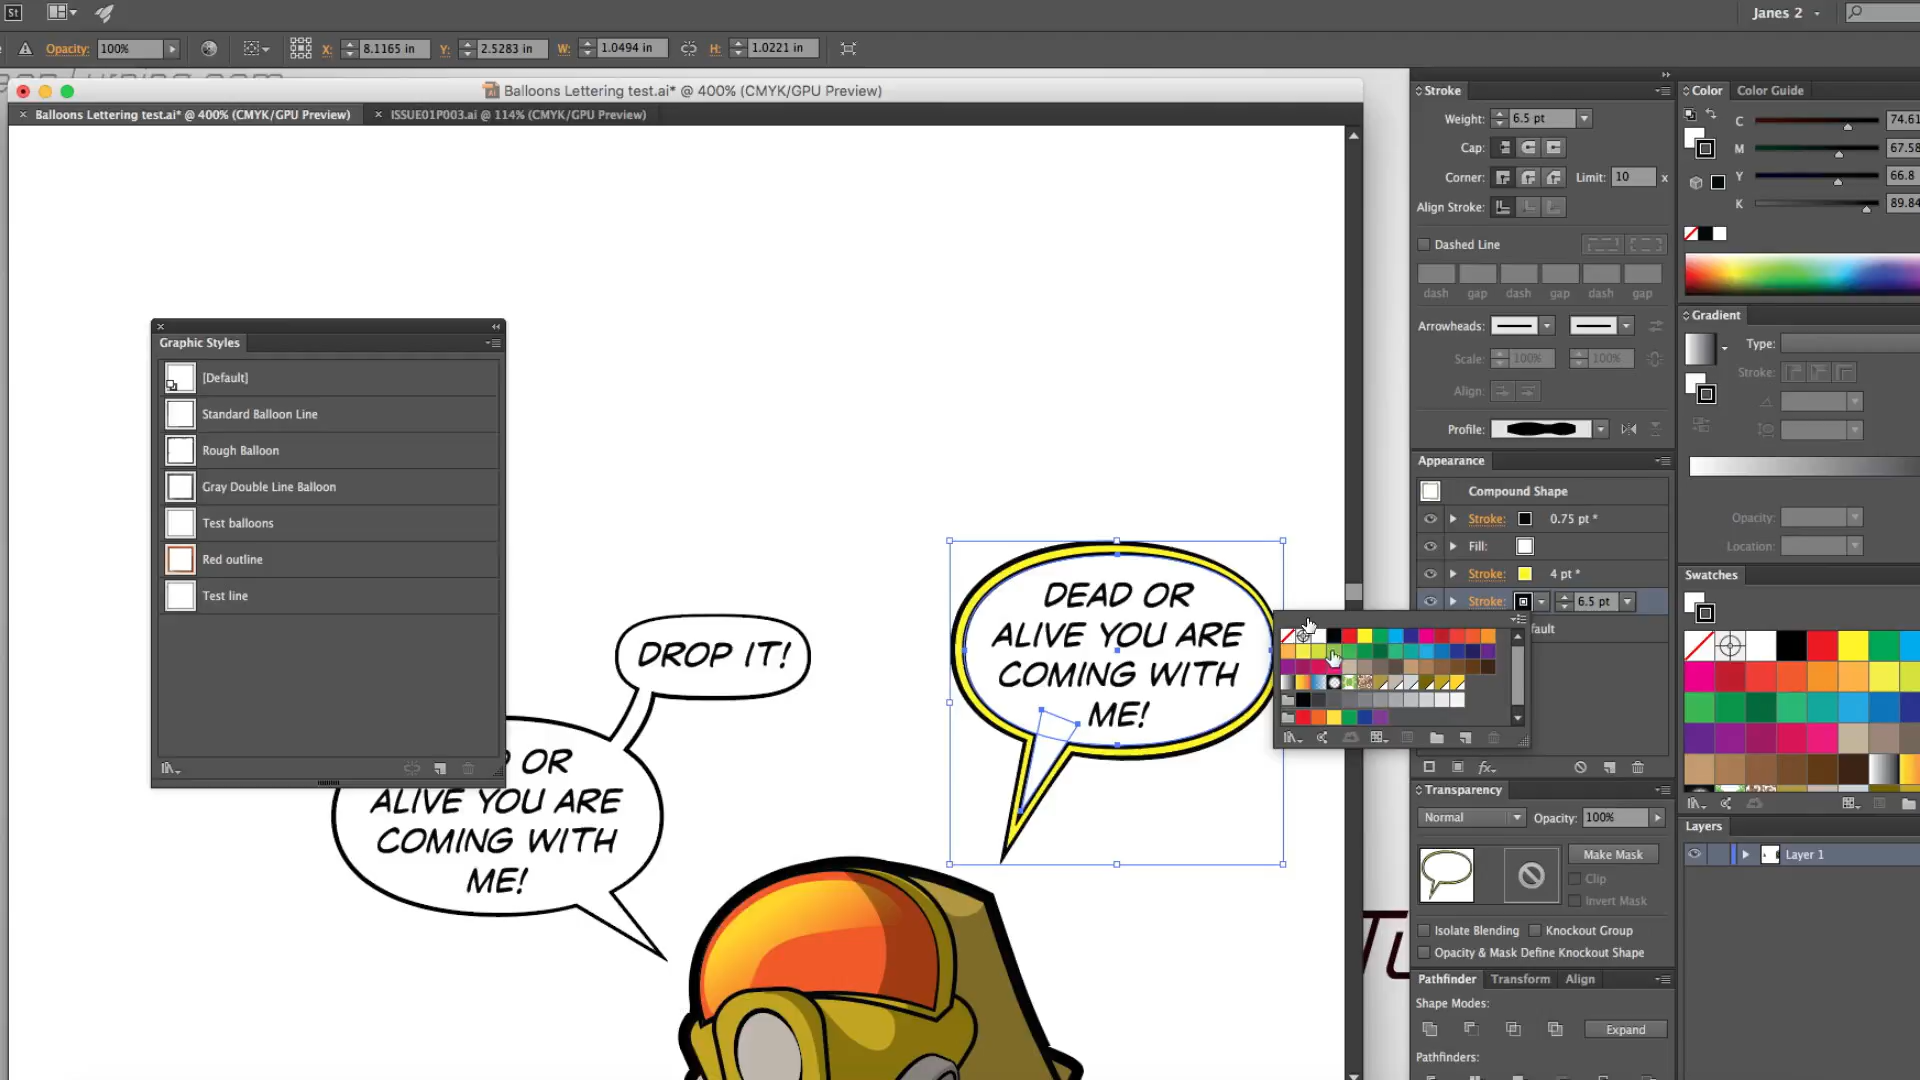 St
Janes 2
Opacity: 100% X: 8.1165 in Y: 2.5283 in W: 1.0494 in H: 1.0221 in
Balloons Lettering test.ai* @ 400% (CMYK/GPU Preview)
× Balloons Lettering test.ai* @ 400% (CMYK/GPU Preview) × ISSUE01P003.ai @ 114% (CMYK/GPU Preview)
Graphic Styles
[Default]
Standard Balloon Line
Rough Balloon
Gray Double Line Balloon
Test balloons
Red outline
Test line
DROP IT!
D OR
ALIVE YOU ARE
COMING WITH
ME!
DEAD OR
ALIVE YOU ARE
COMING WITH
ME!
Stroke
Weight: 6.5 pt
Cap:
Corner: Limit: 10 x
Align Stroke:
Dashed Line
dash gap dash gap dash gap
Arrowheads:
Scale: 100% 100%
Align:
Profile:
Appearance
Compound Shape
Stroke: 0.75 pt *
Fill:
Stroke: 4 pt *
Stroke: 6.5 pt
fault
fx
Transparency
Normal Opacity: 100%
Make Mask
Clip
Invert Mask
Isolate Blending Knockout Group
Opacity & Mask Define Knockout Shape
Pathfinder Transform Align
Shape Modes:
Expand
Pathfinders:
Color Color Guide
C 74.61
M 67.58
Y 66.8
K 89.84
Gradient
Type:
Stroke:
Opacity:
Location:
Swatches
Layers
Layer 1